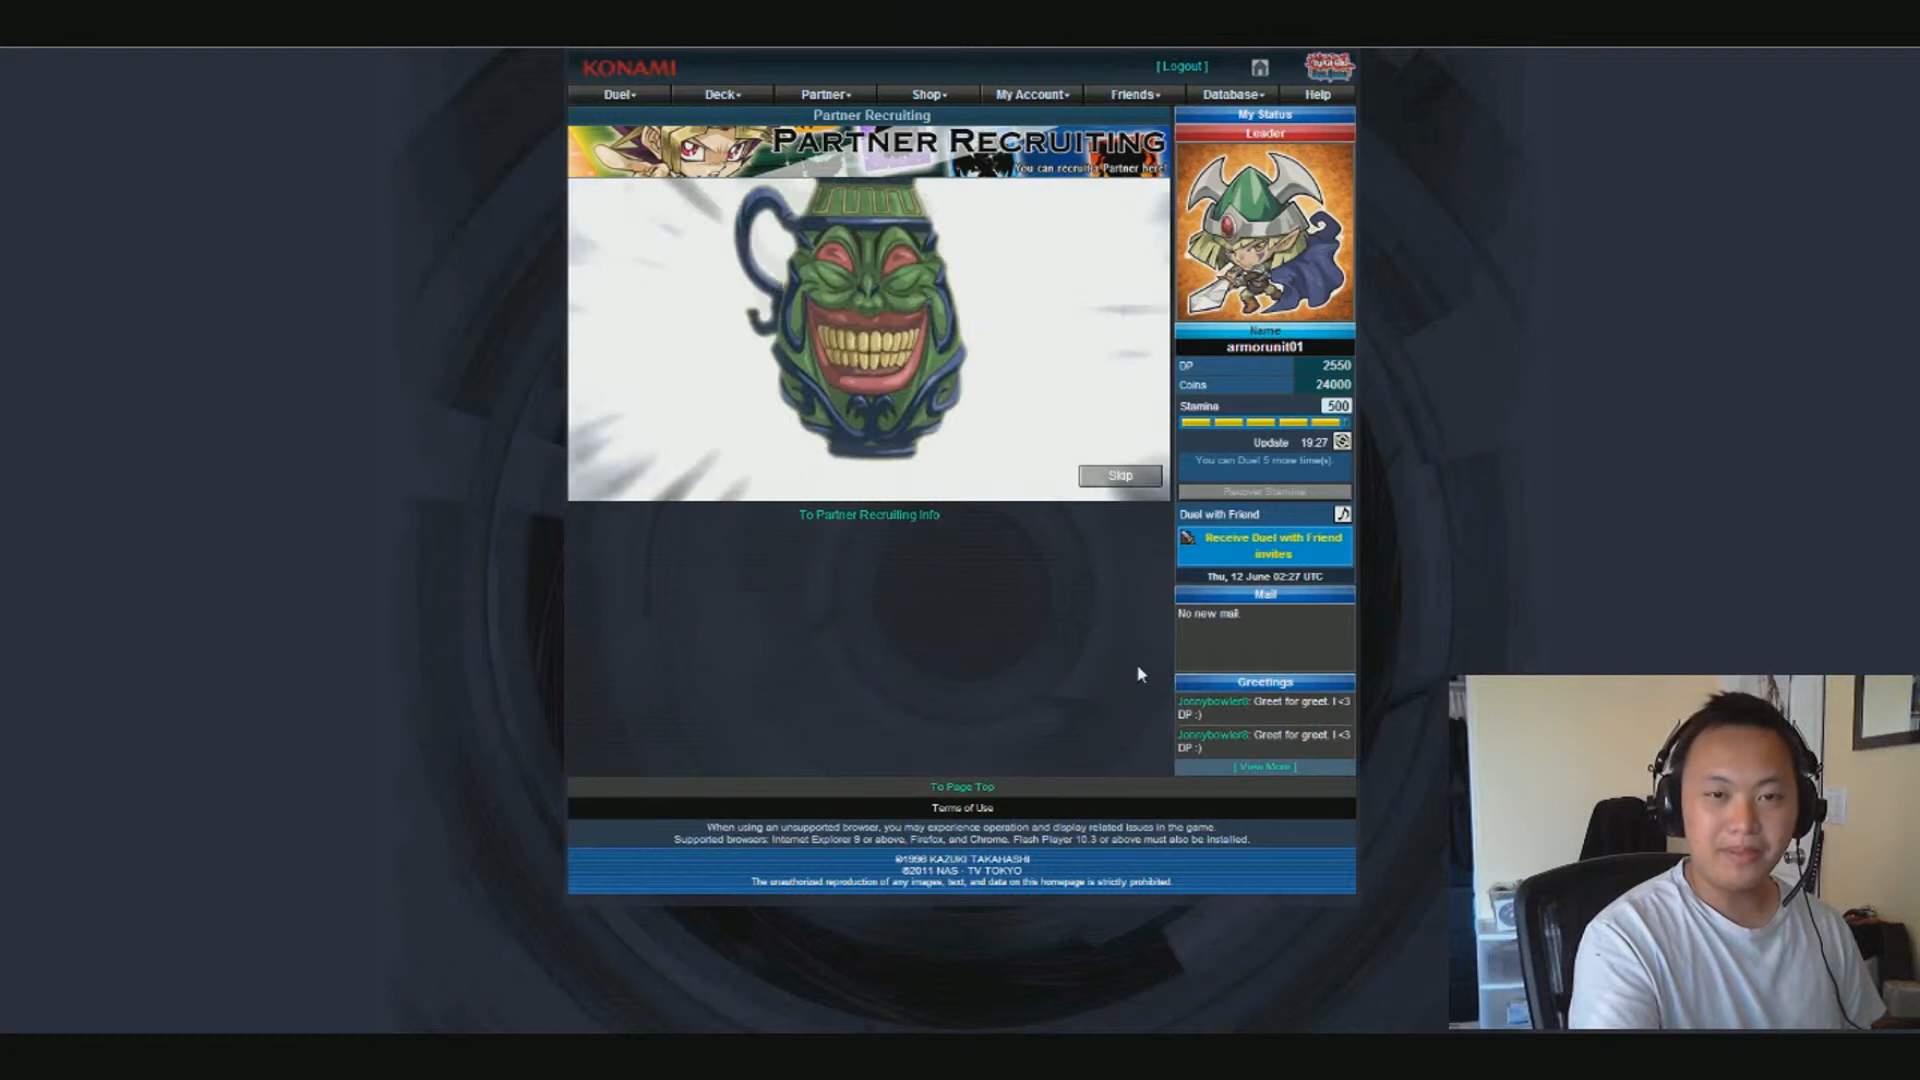 KONAMI
[ Logout ]
Duel
Deck
Partner
Shop
My Account
Friends
Database
Help
Partner Recruiting
PARTNER RECRUITING
You can recruit a Partner here!
Skip
To Partner Recruiting Info
My Status
Leader
Name
armorunit01
DP 2550
Coins 24000
Stamina 500
Update 19:27
You can Duel 5 more time(s).
Recover Stamina
Duel with Friend
Receive Duel with Friend
invites
Thu, 12 June 02:27 UTC
Mail
No new mail.
Greetings
Jonnybowler8: Greet for greet. I <3
DP :)
Jonnybowler8: Greet for greet. I <3
DP :)
[ View More ]
To Page Top
Terms of Use
When using an unsupported browser, you may experience operation and display related issues in the game.
Supported browsers: Internet Explorer 9 or above, Firefox, and Chrome. Flash Player 10.3 or above must also be installed.
©1996 KAZUKI TAKAHASHI
©2011 NAS · TV TOKYO
The unauthorized reproduction of any images, text, and data on this homepage is strictly prohibited.